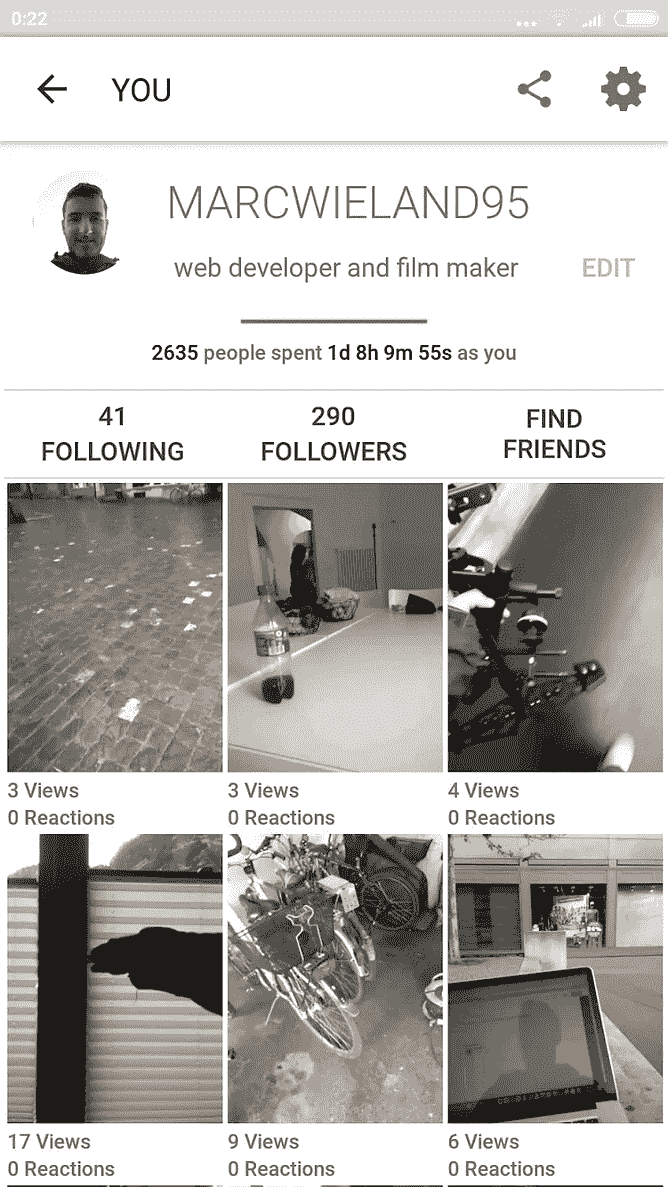 0:22
YOU
MARCWIELAND95
web developer and film maker
EDIT
2635 people spent 1d 8h 9m 55s as you
41
FOLLOWING
290
FOLLOWERS
FIND
FRIENDS
3 Views
0 Reactions
3 Views
0 Reactions
4 Views
0 Reactions
17 Views
0 Reactions
9 Views
0 Reactions
6 Views
0 Reactions